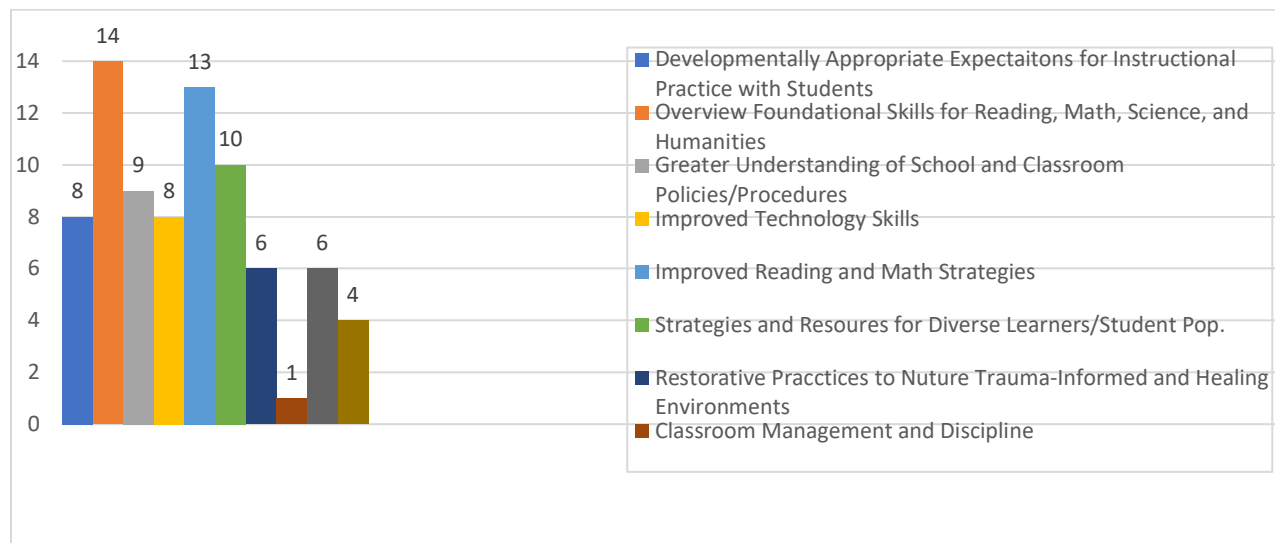 14
14
13
12
10
10
9
8
8
8
6
6
6
4
4
2
1
0
Developmentally Appropriate Expectaitons for Instructional
Practice with Students
Overview Foundational Skills for Reading, Math, Science, and
Humanities
Greater Understanding of School and Classroom
Policies/Procedures
Improved Technology Skills
Improved Reading and Math Strategies
Strategies and Resoures for Diverse Learners/Student Pop.
Restorative Pracctices to Nuture Trauma-Informed and Healing
Environments
Classroom Management and Discipline